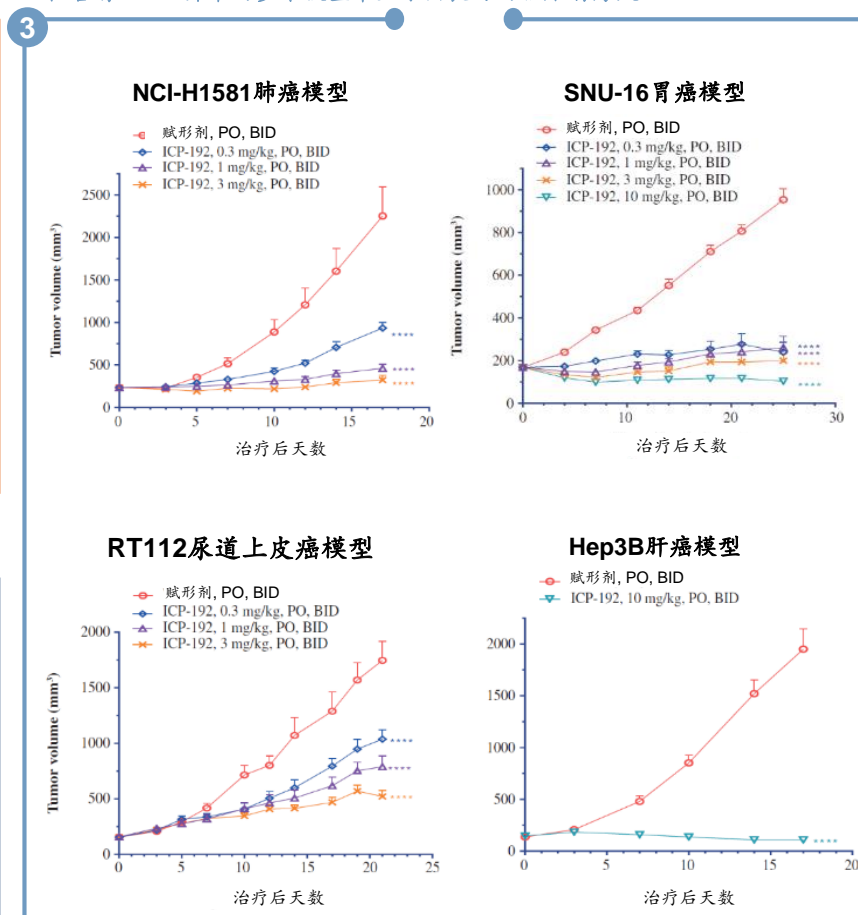 3
NCI-H1581肺癌模型
赋形剂, PO, BID
ICP-192, 0.3 mg/kg, PO, BID
ICP-192, 1 mg/kg, PO, BID
ICP-192, 3 mg/kg, PO, BID
Tumor volume (mm³)
2500
2000
1500
1000
500
0
0 5 10 15 20
****
****
****
治疗后天数
SNU-16胃癌模型
赋形剂, PO, BID
ICP-192, 0.3 mg/kg, PO, BID
ICP-192, 1 mg/kg, PO, BID
ICP-192, 3 mg/kg, PO, BID
ICP-192, 10 mg/kg, PO, BID
Tumor volume (mm³)
1000
800
600
400
200
0
0 10 20 30
****
****
****
****
治疗后天数
RT112尿道上皮癌模型
赋形剂, PO, BID
ICP-192, 0.3 mg/kg, PO, BID
ICP-192, 1 mg/kg, PO, BID
ICP-192, 3 mg/kg, PO, BID
Tumor volume (mm³)
2000
1500
1000
500
0
0 5 10 15 20 25
****
****
****
治疗后天数
Hep3B肝癌模型
赋形剂, PO, BID
ICP-192, 10 mg/kg, PO, BID
2000
1500
1000
500
0
0 5 10 15 20
****
治疗后天数